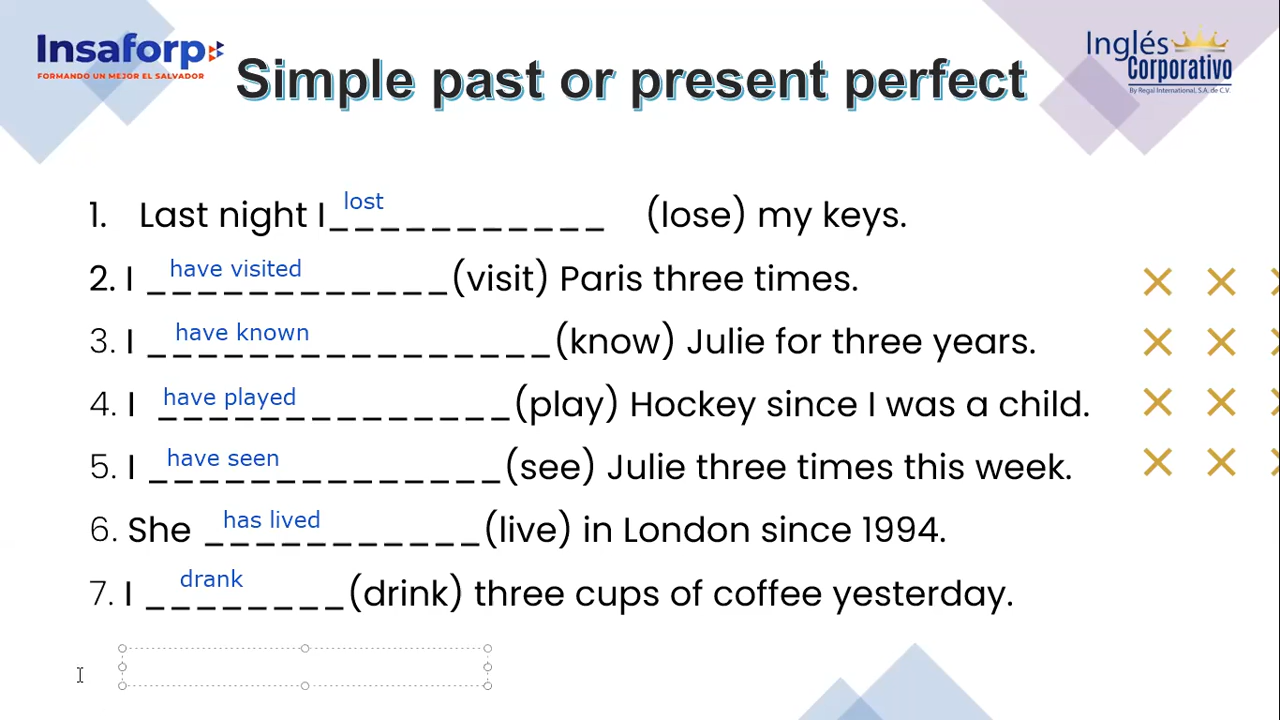 Insaforp
FORMANDO UN MEJOR EL SALVADOR
Simple past or present perfect
Inglés
Corporativo
By Regal International, S.A. de C.V.
1. Last night I lost ___________ (lose) my keys.
2. I have visited ____________(visit) Paris three times.
3. I have known ________________(know) Julie for three years.
4. I have played ______________(play) Hockey since I was a child.
5. I have seen ______________(see) Julie three times this week.
6. She has lived ___________(live) in London since 1994.
7. I drank ________(drink) three cups of coffee yesterday.